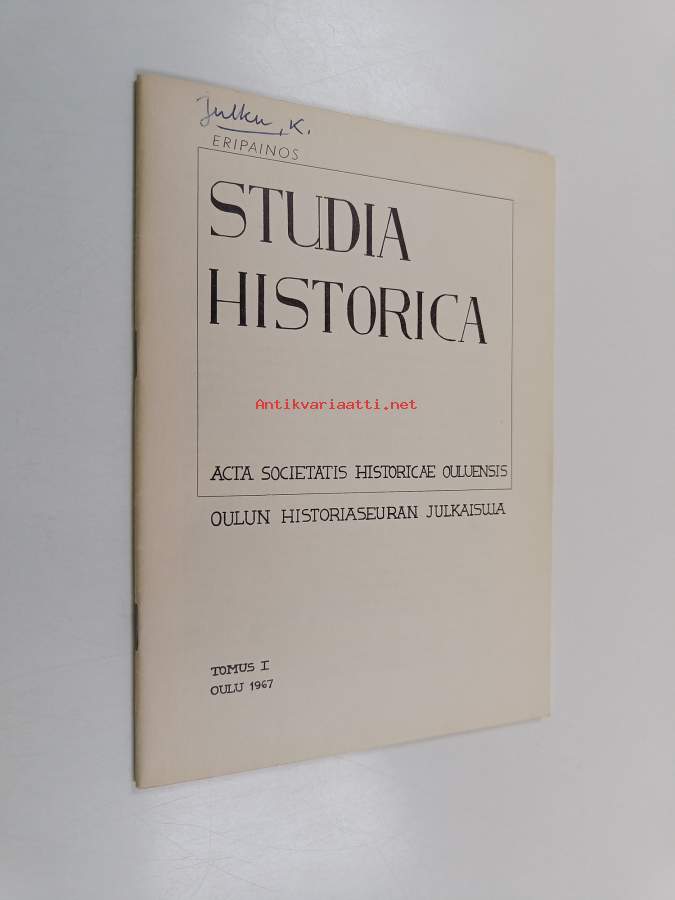 Julku, K.
ERIPAINOS
STUDIA
HISTORICA
Antikvariaatti.net
ACTA SOCIETATIS HISTORICAE OULUENSIS
OULUN HISTORIASEURAN JULKAISUJA
TOMUS I
OULU 1967